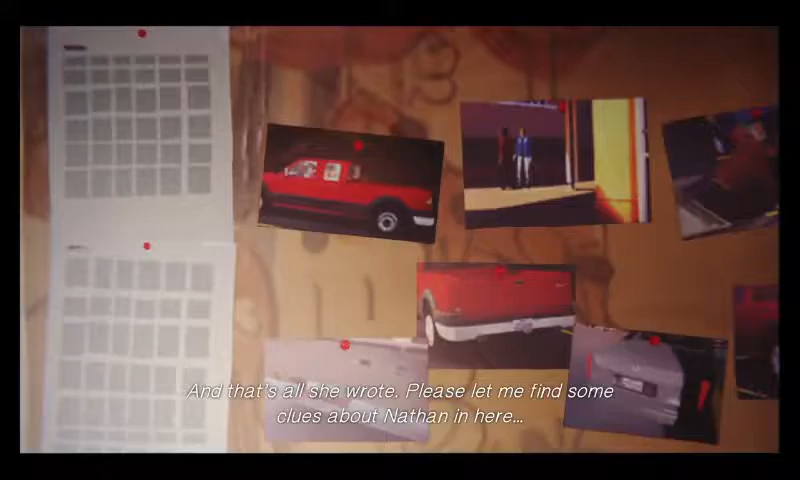 And that's all she wrote. Please let me find some
clues about Nathan in here...